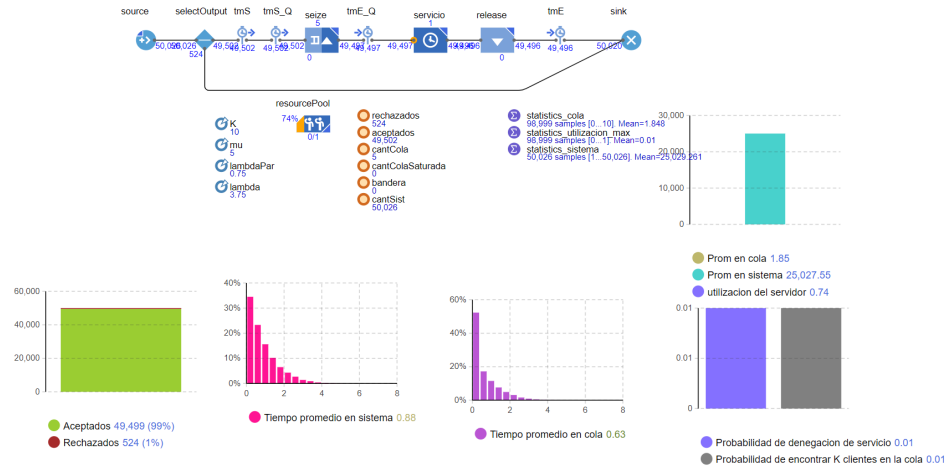 source
selectOutput
tmS
tmS_Q
seize
5
tmE_Q
servicio
1
release
tmE
sink
50,026
50,026
49,502
524
49,502
49,502
49,502
0
49,497
49,497
49,497
49,496
49,496
0
49,496
49,496
50,020
resourcePool
74%
0/1
K
10
mu
5
lambdaPar
0.75
lambda
3.75
rechazados
524
aceptados
49,502
cantCola
5
cantColaSaturada
0
bandera
0
cantSist
50,026
statistics_cola
98,999 samples [0...10]. Mean=1.848
statistics_utilizacion_max
98,999 samples [0...1]. Mean=0.01
statistics_sistema
50,026 samples [1...50,026]. Mean=25,029.261
30,000
20,000
10,000
0
Prom en cola 1.85
Prom en sistema 25,027.55
utilizacion del servidor 0.74
60,000
40,000
20,000
0
Aceptados 49,499 (99%)
Rechazados 524 (1%)
40%
30%
20%
10%
0%
0 2 4 6 8
Tiempo promedio en sistema 0.88
60%
40%
20%
0%
0 2 4 6 8
Tiempo promedio en cola 0.63
0.01
0.01
0
Probabilidad de denegacion de servicio 0.01
Probabilidad de encontrar K clientes en la cola 0.01